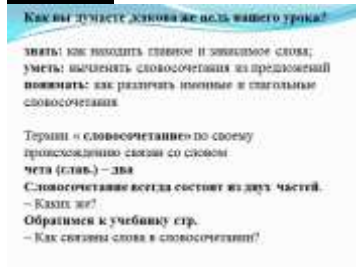 Как вы думаете, какова же цель нашего урока?
знать: как находить главное и зависимое слова;
уметь: вычленять словосочетания из предложений
понимать: как различать именные и глагольные
словосочетания
Термин « словосочетание» по своему
происхождению связан со словом
чета (слав.) – два
Словосочетание всегда состоит из двух частей.
– Каких же?
Обратимся к учебнику стр.
– Как связаны слова в словосочетании?